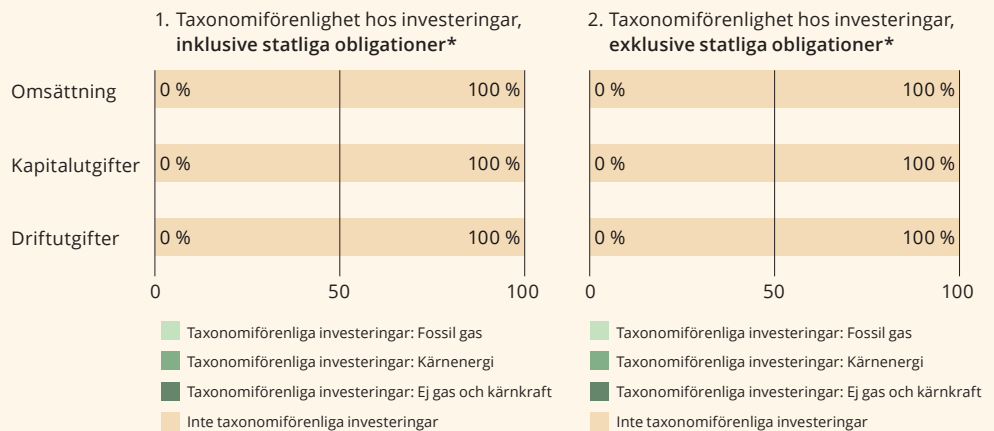 1. Taxonomiförenlighet hos investeringar,
inklusive statliga obligationer*
2. Taxonomiförenlighet hos investeringar,
exklusive statliga obligationer*
Omsättning
0 %
100 %
0 %
100 %
Kapitalutgifter
0 %
100 %
0 %
100 %
Driftutgifter
0 %
100 %
0 %
100 %
0
50
100
0
50
100
Taxonomiförenliga investeringar: Fossil gas
Taxonomiförenliga investeringar: Kärnenergi
Taxonomiförenliga investeringar: Ej gas och kärnkraft
Inte taxonomiförenliga investeringar
Taxonomiförenliga investeringar: Fossil gas
Taxonomiförenliga investeringar: Kärnenergi
Taxonomiförenliga investeringar: Ej gas och kärnkraft
Inte taxonomiförenliga investeringar